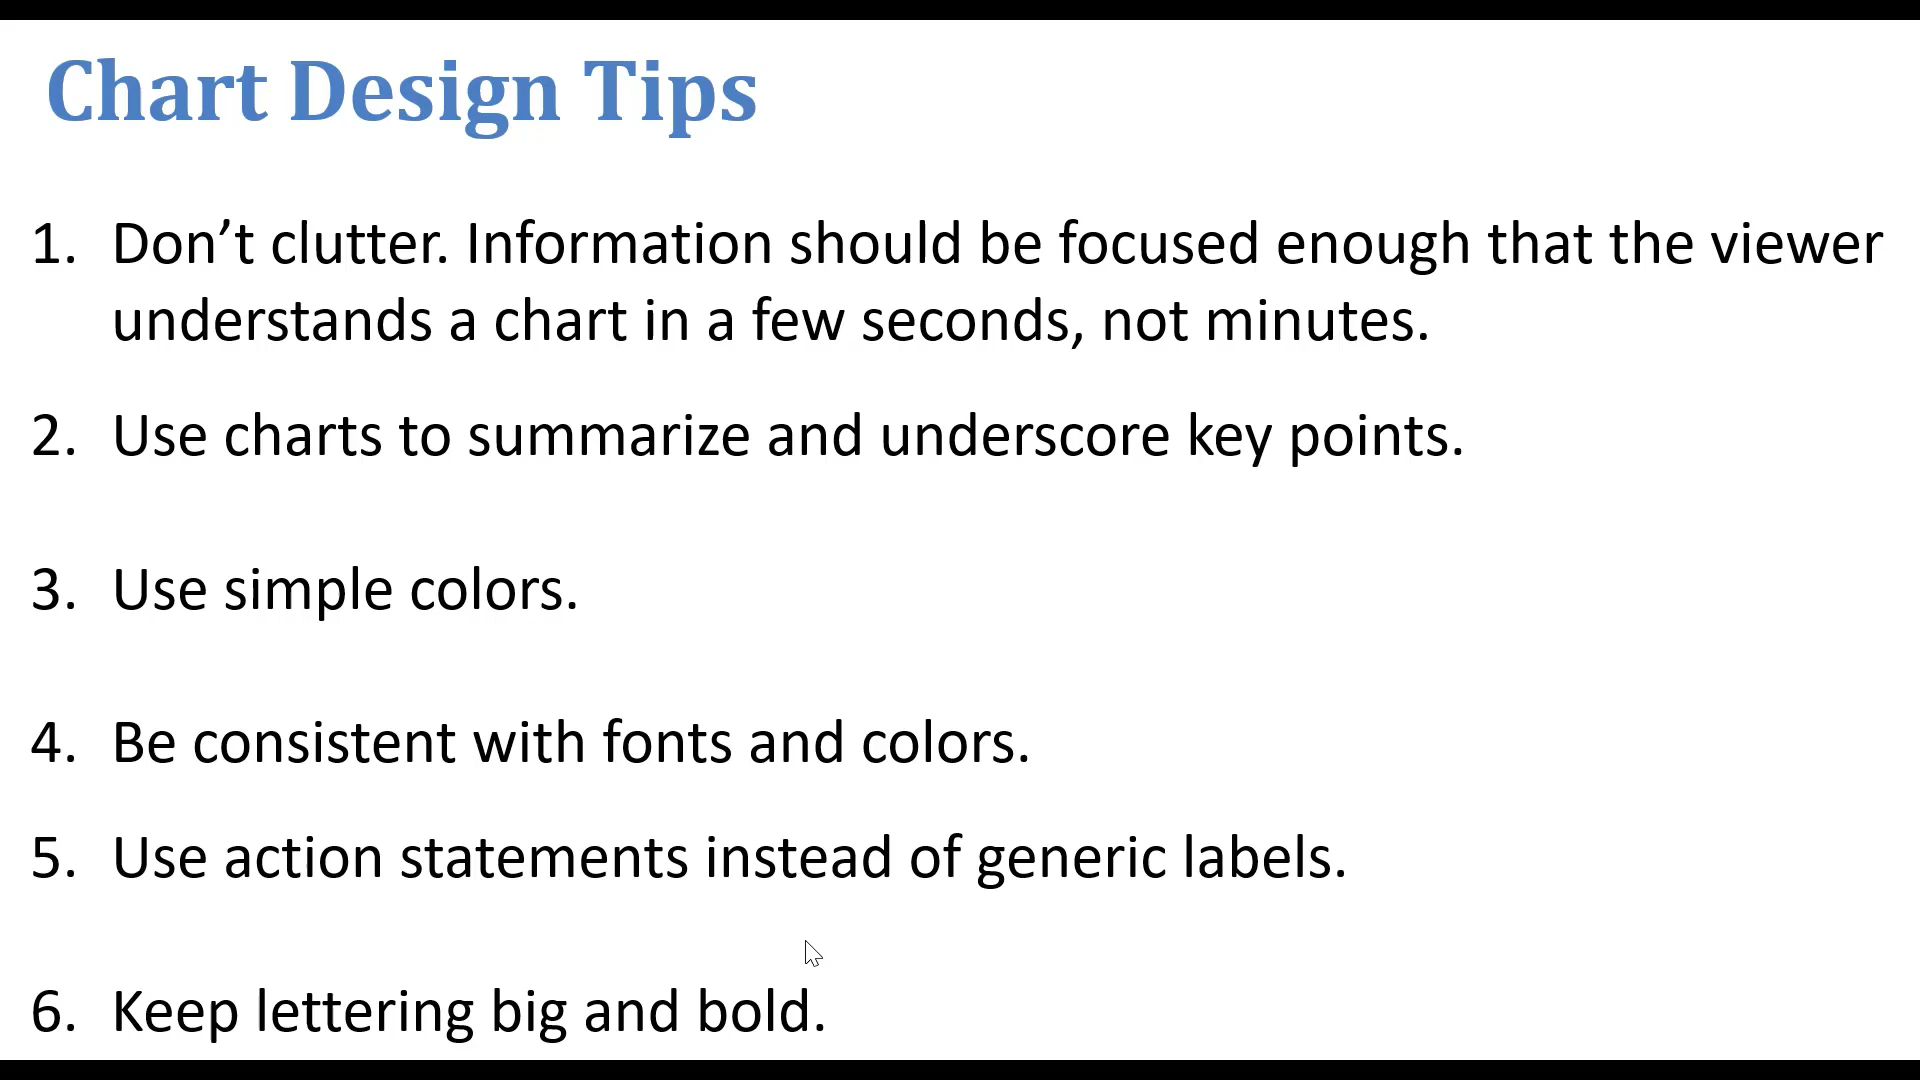 Chart Design Tips
1. Don’t clutter. Information should be focused enough that the viewer
understands a chart in a few seconds, not minutes.
2. Use charts to summarize and underscore key points.
3. Use simple colors.
4. Be consistent with fonts and colors.
5. Use action statements instead of generic labels.
6. Keep lettering big and bold.